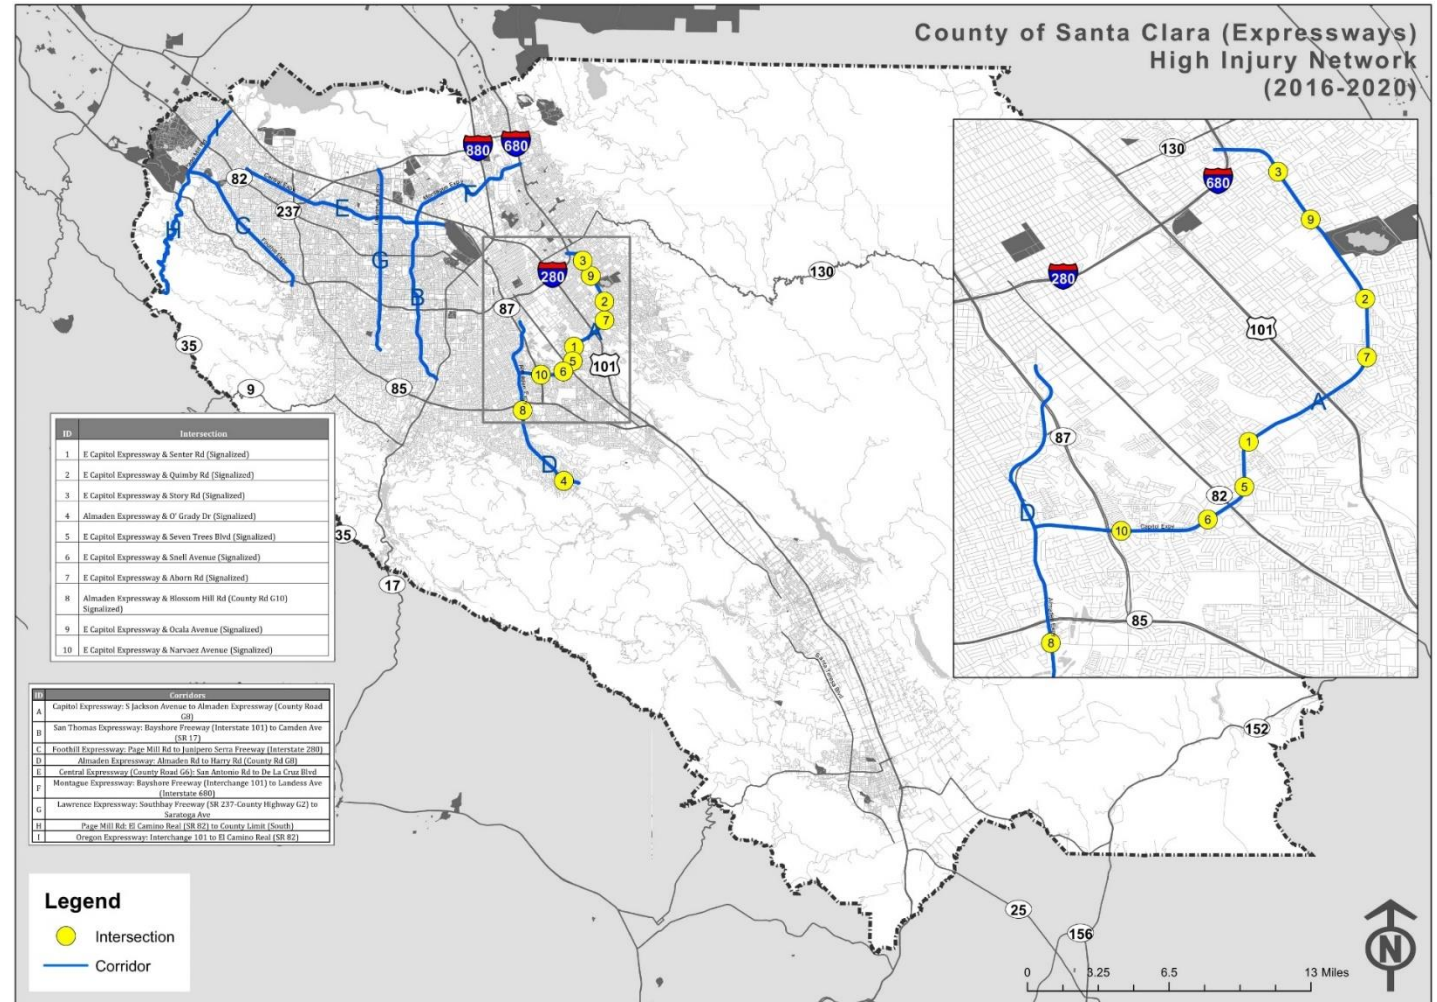 County of Santa Clara (Expressways)
High Injury Network
(2016-2020)
I
880
680
82
F
E
237
C
H
G
B
280
130
87
A
101
35
9
85
3
9
2
7
1
5
6
10
8
D
4
35
17
152
25
156
130
680
3
9
280
101
2
7
A
87
1
82
5
6
D
10
Capitol Expy
85
8
ID Intersection
1 E Capitol Expressway & Senter Rd (Signalized)
2 E Capitol Expressway & Quimby Rd (Signalized)
3 E Capitol Expressway & Story Rd (Signalized)
4 Almaden Expressway & O' Grady Dr (Signalized)
5 E Capitol Expressway & Seven Trees Blvd (Signalized)
6 E Capitol Expressway & Snell Avenue (Signalized)
7 E Capitol Expressway & Aborn Rd (Signalized)
8 Almaden Expressway & Blossom Hill Rd (County Rd G10)
Signalized)
9 E Capitol Expressway & Ocala Avenue (Signalized)
10 E Capitol Expressway & Narvaez Avenue (Signalized)
ID Corridors
A Capitol Expressway: S Jackson Avenue to Almaden Expressway (County Road
G8)
B San Thomas Expressway: Bayshore Freeway (Interstate 101) to Camden Ave
(SR 17)
C Foothill Expressway: Page Mill Rd to Junipero Serra Freeway (Interstate 280)
D Almaden Expressway: Almaden Rd to Harry Rd (County Rd G8)
E Central Expressway (County Road G6): San Antonio Rd to De La Cruz Blvd
F Montague Expressway: Bayshore Freeway (Interchange 101) to Landess Ave
(Interstate 680)
G Lawrence Expressway: Southbay Freeway (SR 237-County Highway G2) to
Saratoga Ave
H Page Mill Rd: El Camino Real (SR 82) to County Limit (South)
I Oregon Expressway: Interchange 101 to El Camino Real (SR 82)
Legend
Intersection
Corridor
N
0 3.25 6.5 13 Miles